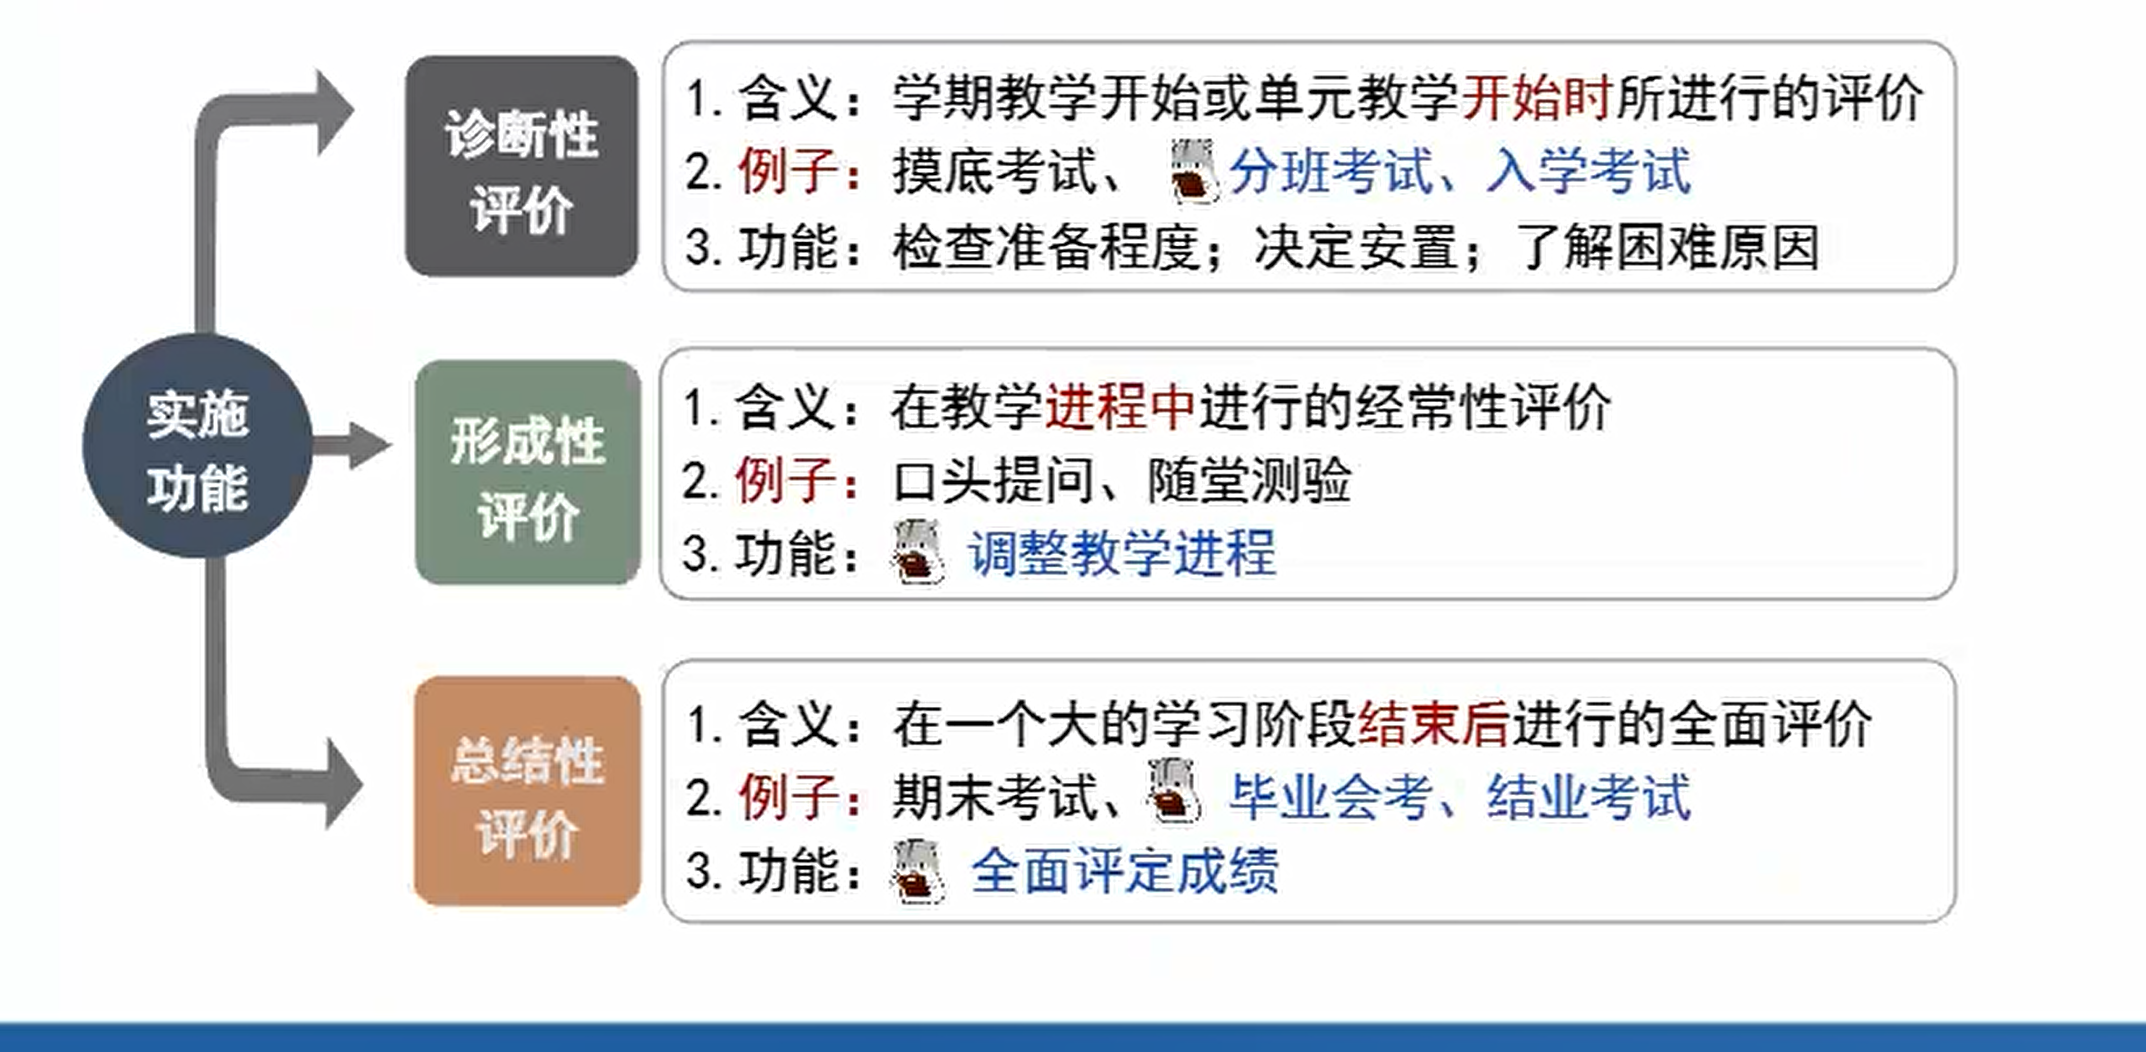 实施
功能
诊断性
评价
1. 含义：学期教学开始或单元教学开始时所进行的评价
2. 例子：摸底考试、分班考试、入学考试
3. 功能：检查准备程度；决定安置；了解困难原因
形成性
评价
1. 含义：在教学进程中进行的经常性评价
2. 例子：口头提问、随堂测验
3. 功能：调整教学进程
总结性
评价
1. 含义：在一个大的学习阶段结束后进行的全面评价
2. 例子：期末考试、毕业会考、结业考试
3. 功能：全面评定成绩